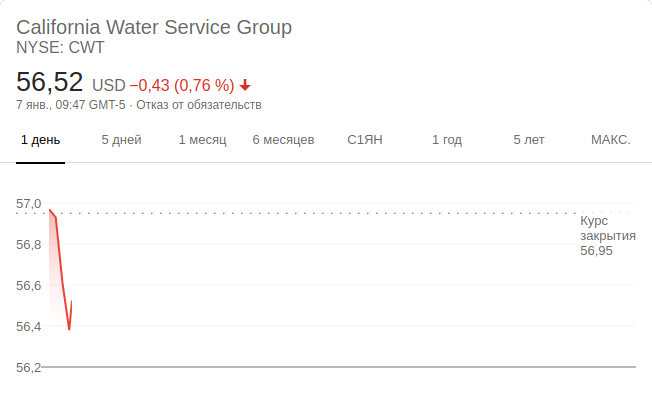 California Water Service Group
NYSE: CWT
56,52 USD −0,43 (0,76 %)
7 янв., 09:47 GMT-5 · Отказ от обязательств
1 день 5 дней 1 месяц 6 месяцев С1ЯН 1 год 5 лет МАКС.
57,0
Курс
закрытия
56,95
56,8
56,6
56,4
56,2